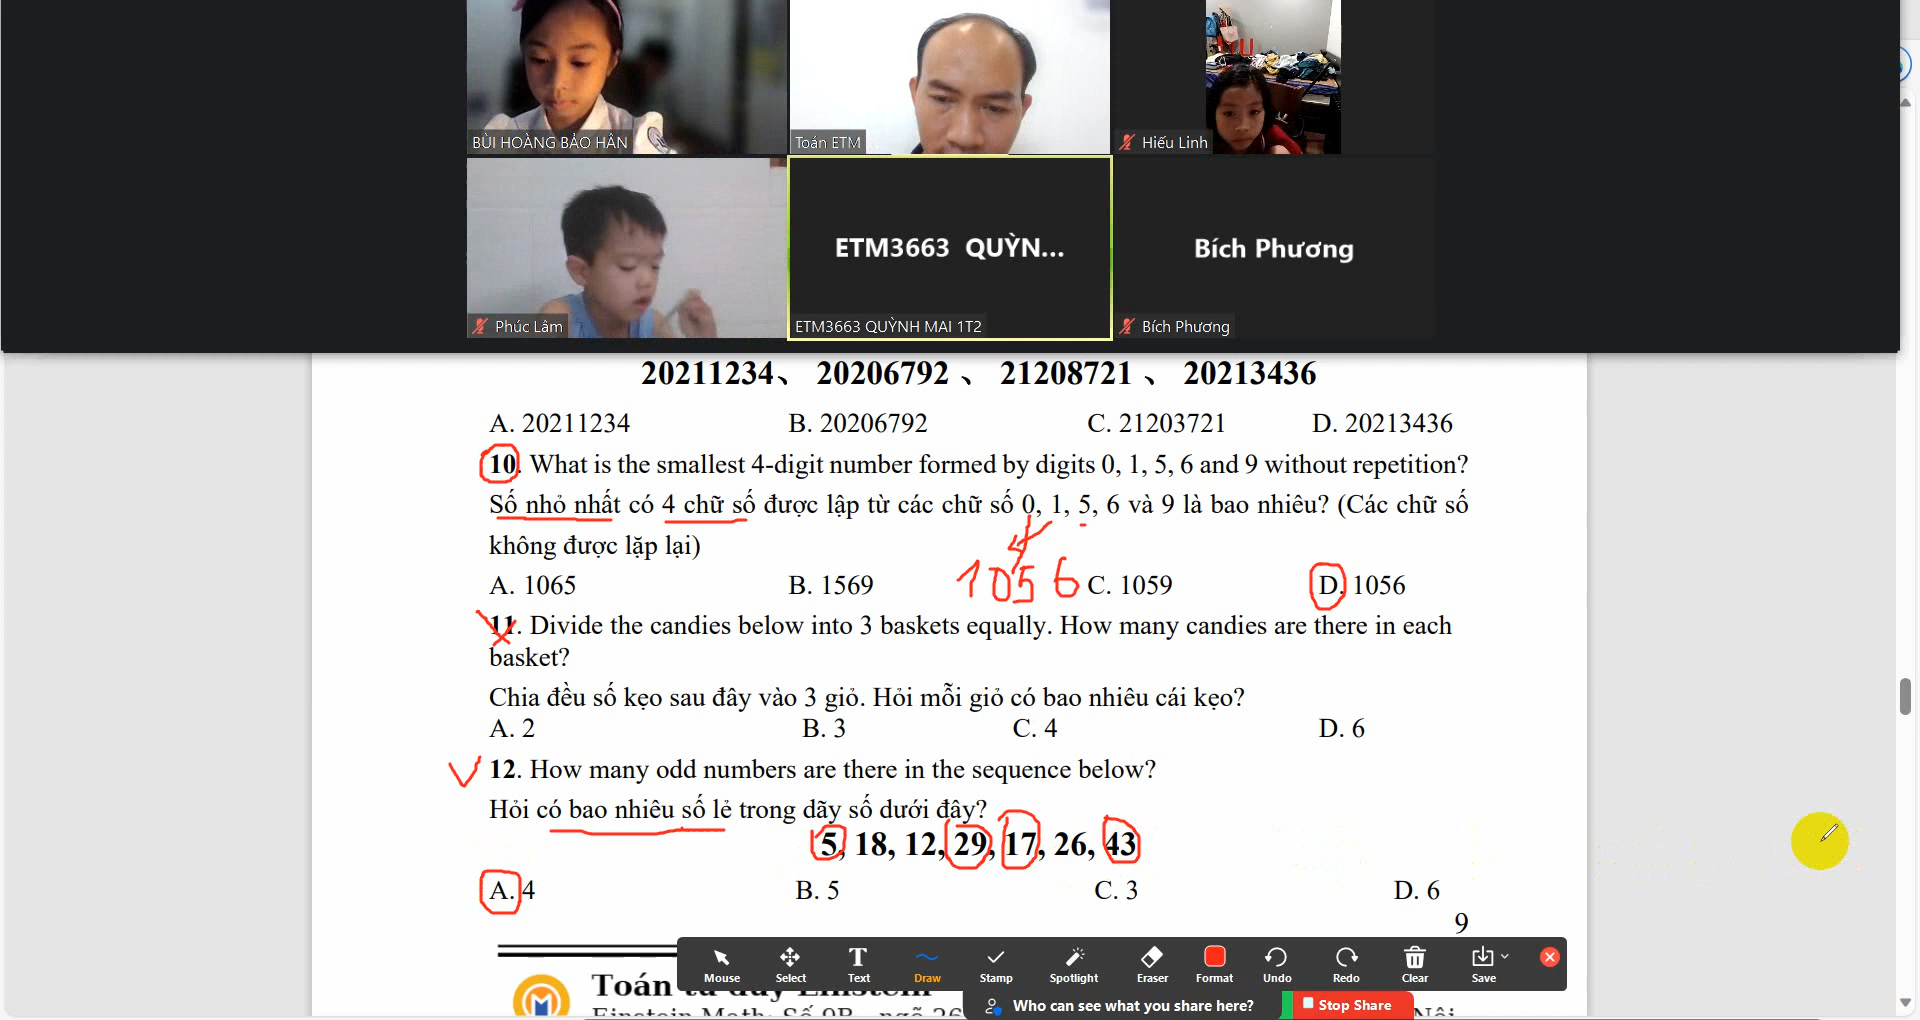 BÙI HOÀNG BẢO HÂN
Toán ETM
Hiếu Linh
Phúc Lâm
ETM3663 QUỲN...
ETM3663 QUỲNH MAI 1T2
Bích Phương
Bích Phương
20211234、 20206792 、 21208721 、 20213436
A. 20211234 B. 20206792 C. 21203721 D. 20213436
10. What is the smallest 4-digit number formed by digits 0, 1, 5, 6 and 9 without repetition?
Số nhỏ nhất có 4 chữ số được lập từ các chữ số 0, 1, 5, 6 và 9 là bao nhiêu? (Các chữ số
không được lặp lại)
1056
A. 1065 B. 1569 C. 1059 D. 1056
11. Divide the candies below into 3 baskets equally. How many candies are there in each
basket?
Chia đều số kẹo sau đây vào 3 giỏ. Hỏi mỗi giỏ có bao nhiêu cái kẹo?
A. 2 B. 3 C. 4 D. 6
12. How many odd numbers are there in the sequence below?
Hỏi có bao nhiêu số lẻ trong dãy số dưới đây?
5, 18, 12, 29, 17, 26, 43
A. 4 B. 5 C. 3 D. 6
9
Mouse Select Text Draw Stamp Spotlight Eraser Format Undo Redo Clear Save
Toán
Who can see what you share here? Stop Share